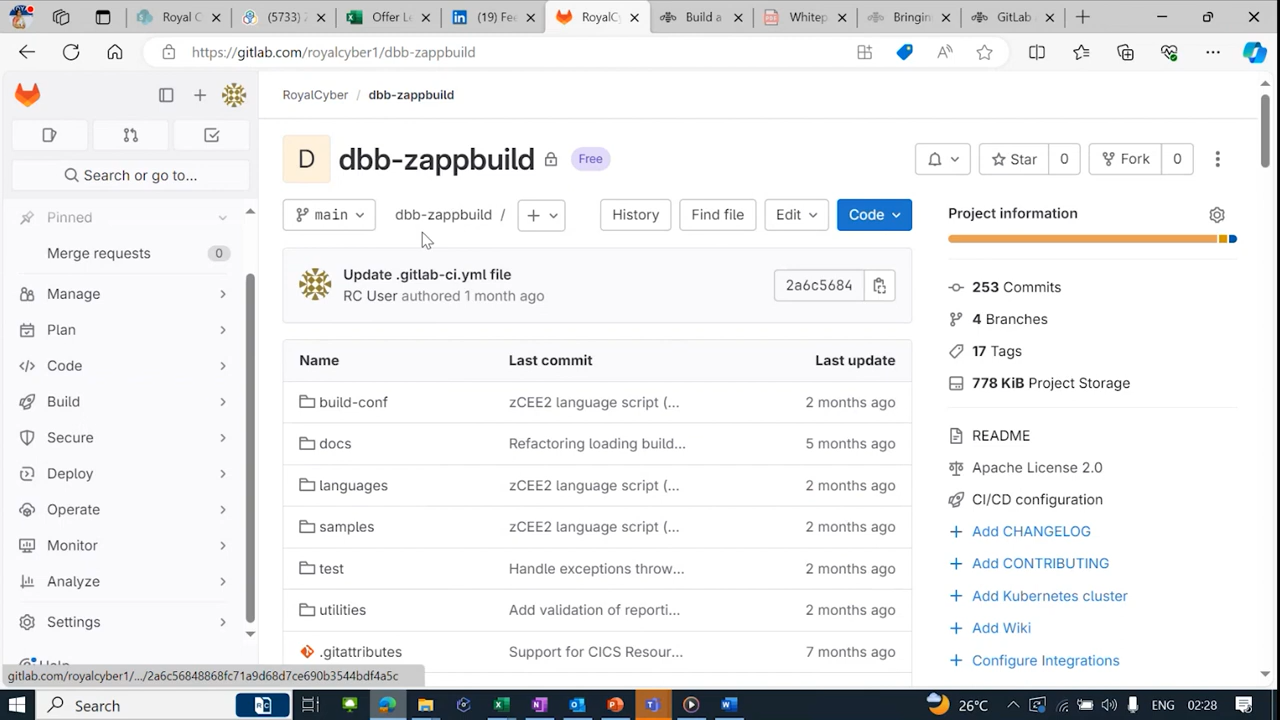 Royal C
(5733)
Offer Le
(19) Fee
RoyalCy
Build a
Whitep
Bringin
GitLab
https://gitlab.com/royalcyber1/dbb-zappbuild
RoyalCyber / dbb-zappbuild
D
dbb-zappbuild
Free
Star
0
Fork
0
Search or go to...
main
dbb-zappbuild /
History
Find file
Edit
Code
Project information
Pinned
Merge requests
0
Manage
Plan
Code
Build
Secure
Deploy
Operate
Monitor
Analyze
Settings
Help
Update .gitlab-ci.yml file
RC User authored 1 month ago
2a6c5684
Name Last commit Last update
build-conf zCEE2 language script (... 2 months ago
docs Refactoring loading build... 5 months ago
languages zCEE2 language script (... 2 months ago
samples zCEE2 language script (... 2 months ago
test Handle exceptions throw... 2 months ago
utilities Add validation of reporti... 2 months ago
.gitattributes Support for CICS Resour... 7 months ago
253 Commits
4 Branches
17 Tags
778 KiB Project Storage
README
Apache License 2.0
CI/CD configuration
Add CHANGELOG
Add CONTRIBUTING
Add Kubernetes cluster
Add Wiki
Configure Integrations
gitlab.com/royalcyber1/.../2a6c56848868fc71a9d68d7ce690b3544bdf4a5c
Search
26°C
ENG
02:28